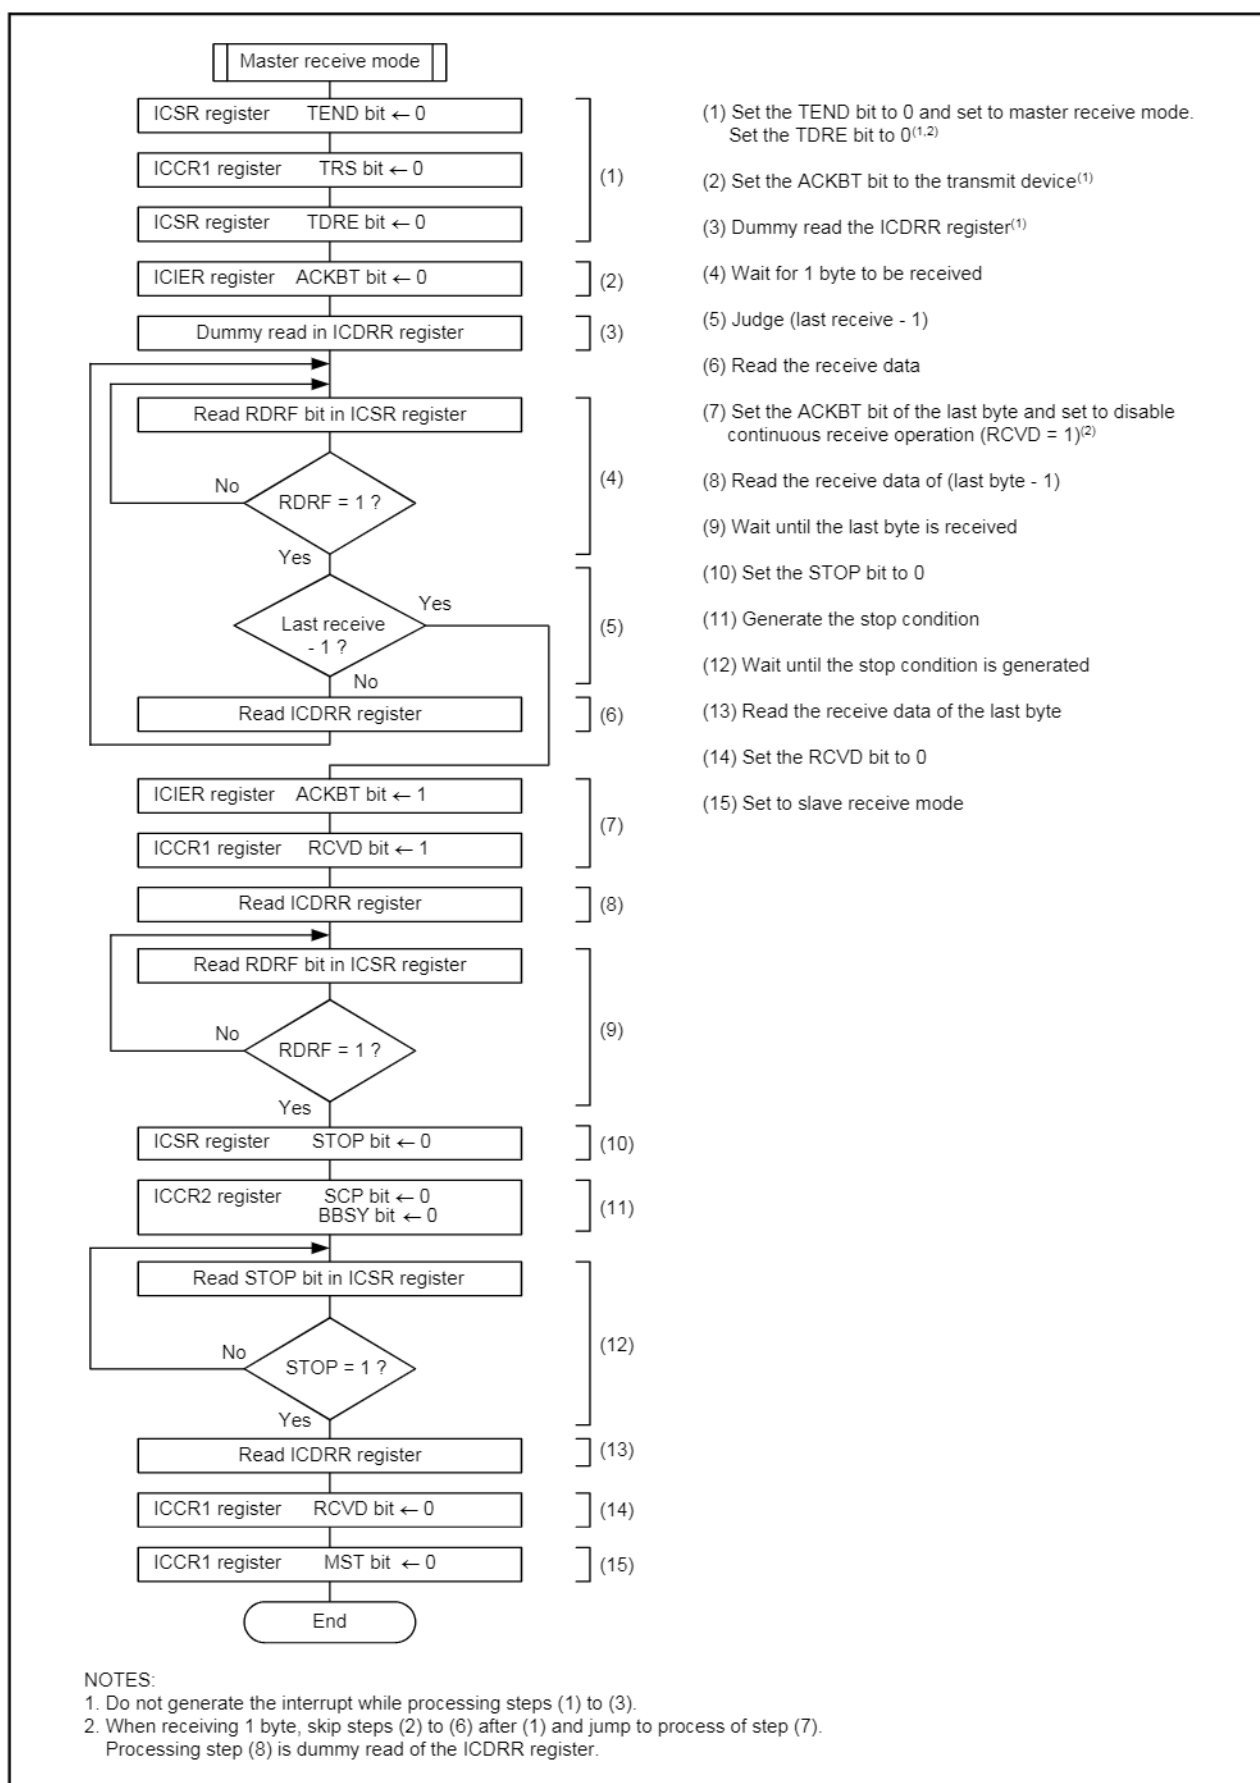 Master receive mode
ICSR register TEND bit ← 0
ICCR1 register TRS bit ← 0
ICSR register TDRE bit ← 0
(1)
ICIER register ACKBT bit ← 0
(2)
Dummy read in ICDRR register
(3)
Read RDRF bit in ICSR register
No
RDRF = 1 ?
(4)
Yes
Yes
Last receive
- 1 ?
(5)
No
Read ICDRR register
(6)
ICIER register ACKBT bit ← 1
ICCR1 register RCVD bit ← 1
(7)
Read ICDRR register
(8)
Read RDRF bit in ICSR register
No
RDRF = 1 ?
(9)
Yes
ICSR register STOP bit ← 0
(10)
ICCR2 register SCP bit ← 0
BBSY bit ← 0
(11)
Read STOP bit in ICSR register
No
STOP = 1 ?
(12)
Yes
Read ICDRR register
(13)
ICCR1 register RCVD bit ← 0
(14)
ICCR1 register MST bit ← 0
(15)
End
(1) Set the TEND bit to 0 and set to master receive mode.
Set the TDRE bit to 0(1,2)
(2) Set the ACKBT bit to the transmit device(1)
(3) Dummy read the ICDRR register(1)
(4) Wait for 1 byte to be received
(5) Judge (last receive - 1)
(6) Read the receive data
(7) Set the ACKBT bit of the last byte and set to disable
continuous receive operation (RCVD = 1)(2)
(8) Read the receive data of (last byte - 1)
(9) Wait until the last byte is received
(10) Set the STOP bit to 0
(11) Generate the stop condition
(12) Wait until the stop condition is generated
(13) Read the receive data of the last byte
(14) Set the RCVD bit to 0
(15) Set to slave receive mode
NOTES:
1. Do not generate the interrupt while processing steps (1) to (3).
2. When receiving 1 byte, skip steps (2) to (6) after (1) and jump to process of step (7).
Processing step (8) is dummy read of the ICDRR register.